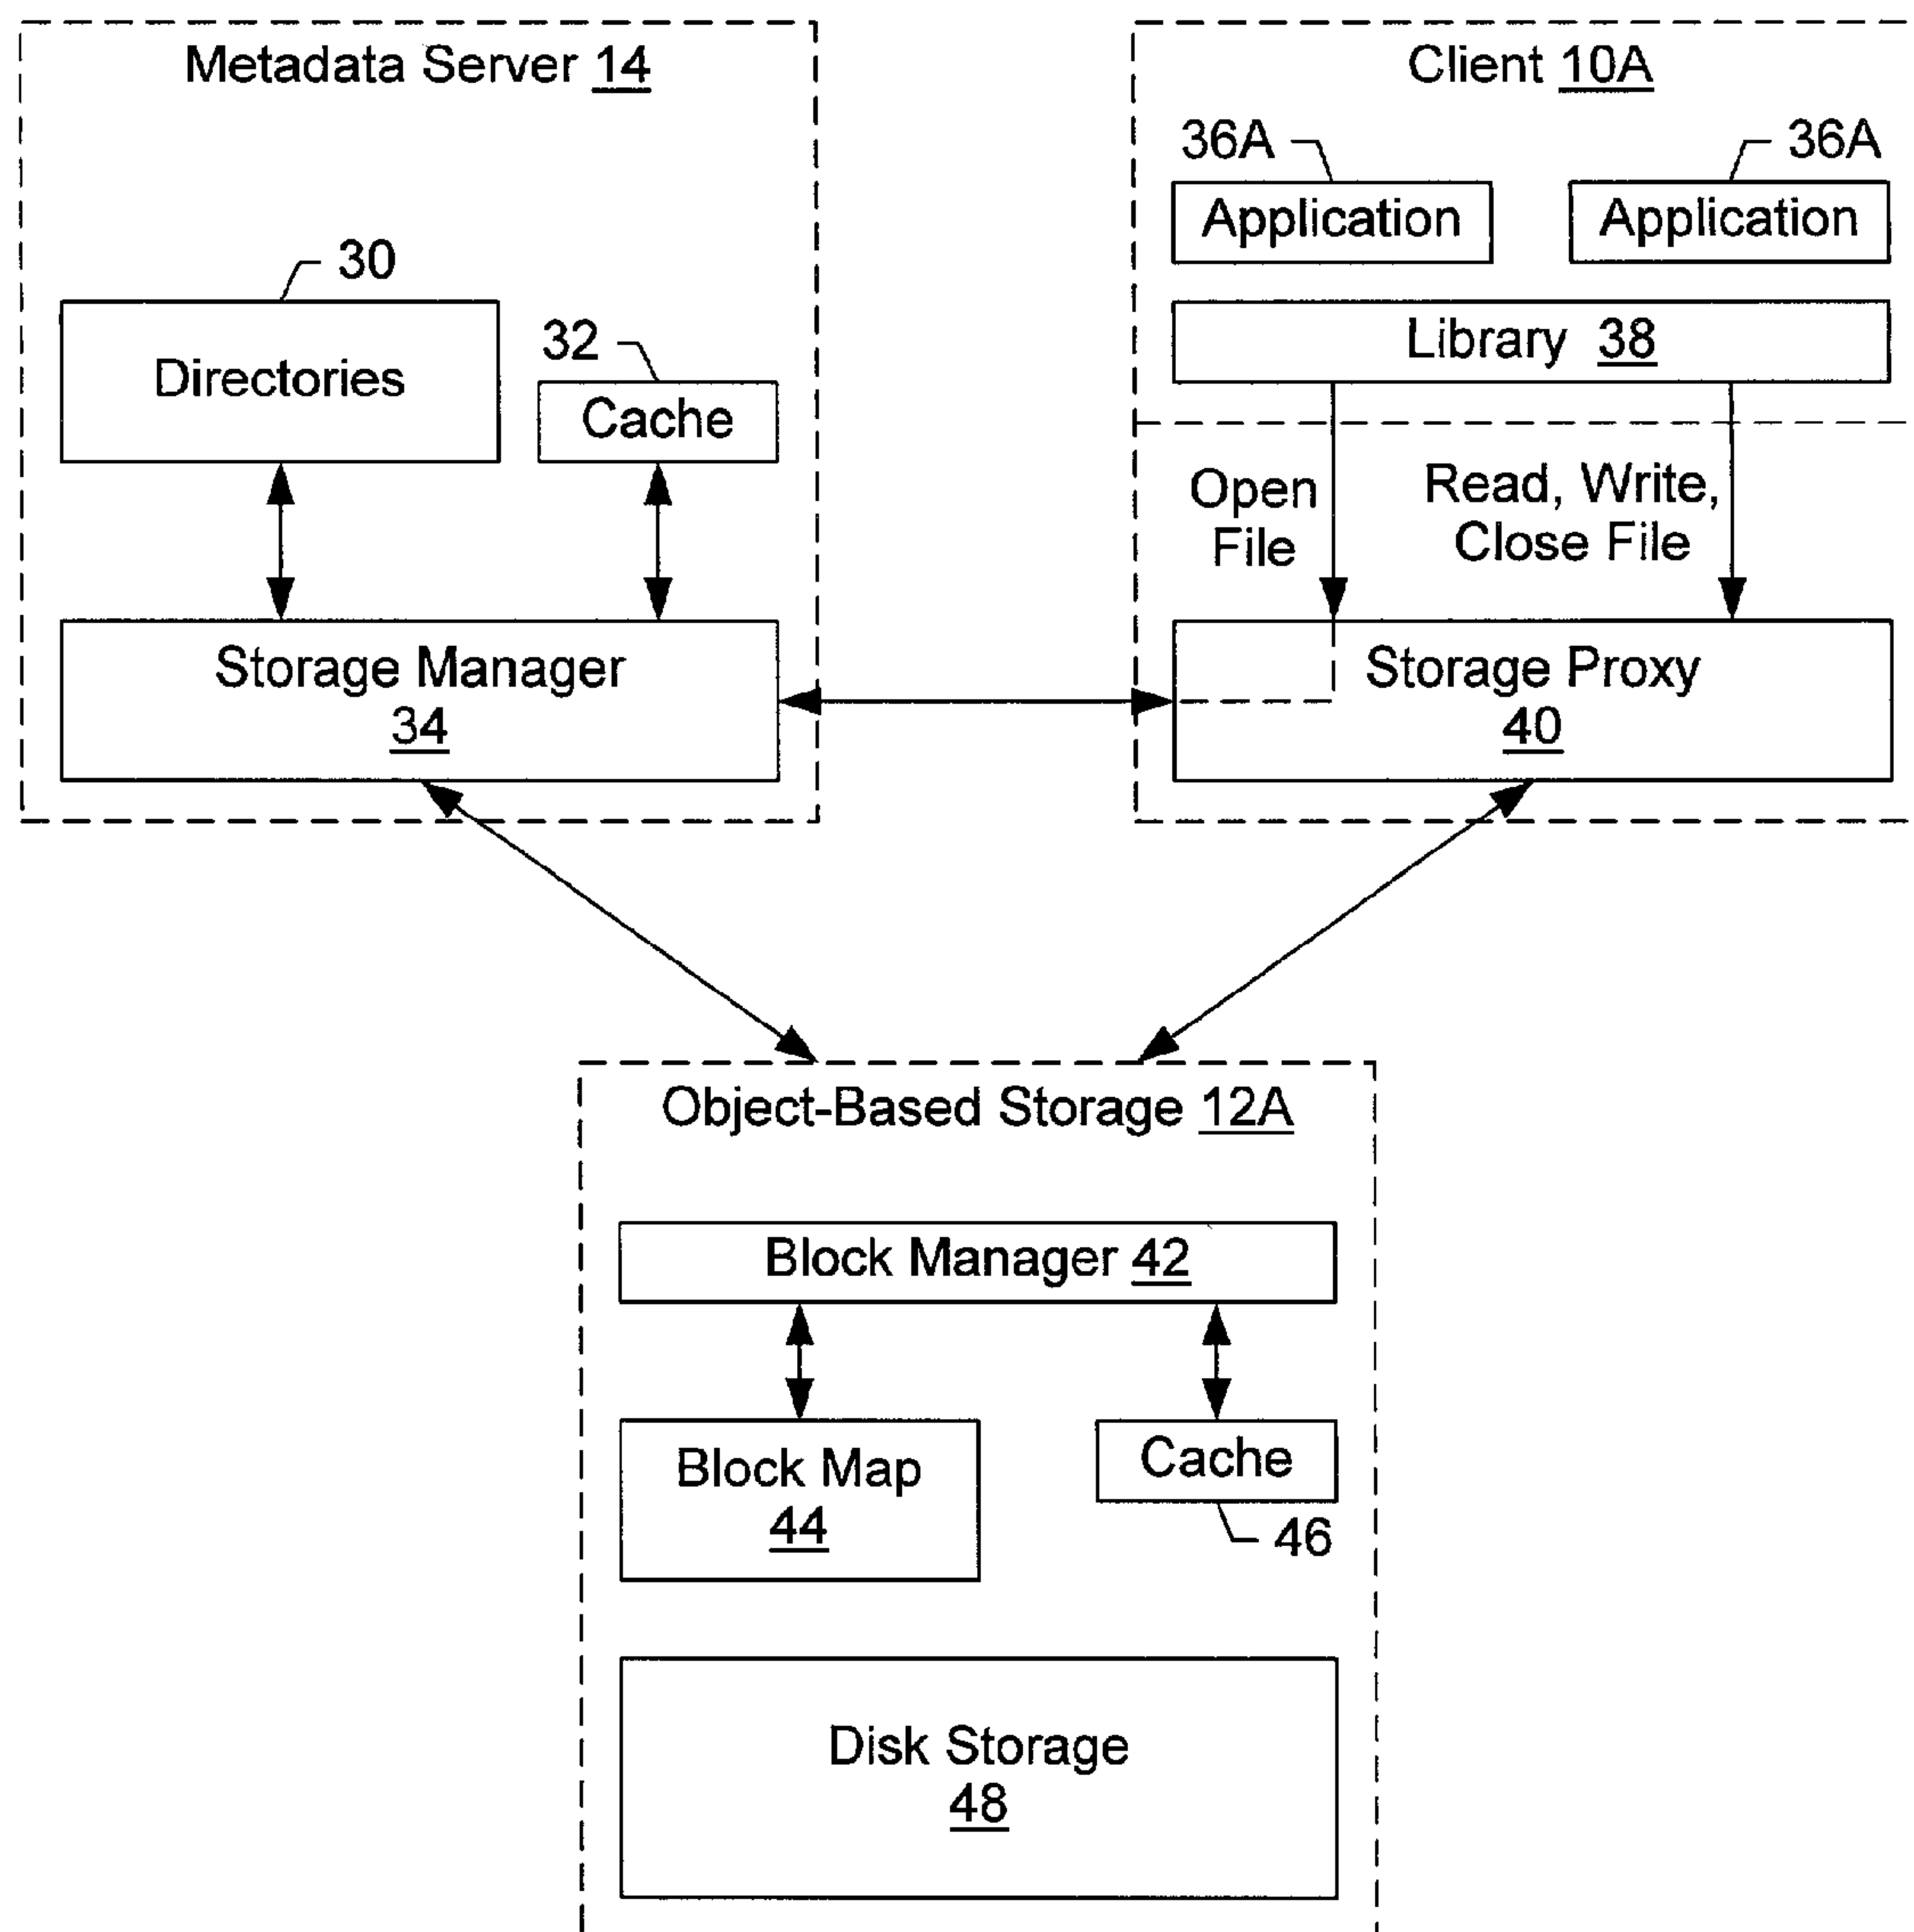 Metadata Server 14
30
Directories
32
Cache
Storage Manager
34
Client 10A
36A
36A
Application
Application
Library 38
Open
File
Read, Write,
Close File
Storage Proxy
40
Object-Based Storage 12A
Block Manager 42
Block Map
44
Cache
46
Disk Storage
48